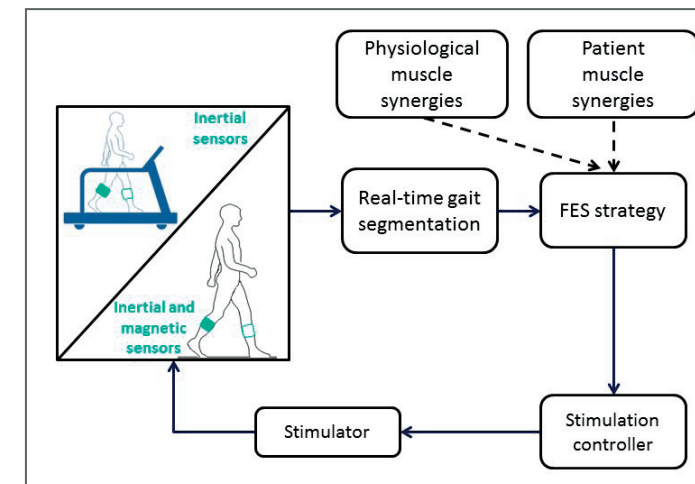 Physiological
muscle
synergies
Patient
muscle
synergies
Inertial
sensors
Real-time gait
segmentation
FES strategy
Inertial and
magnetic
sensors
Stimulator
Stimulation
controller